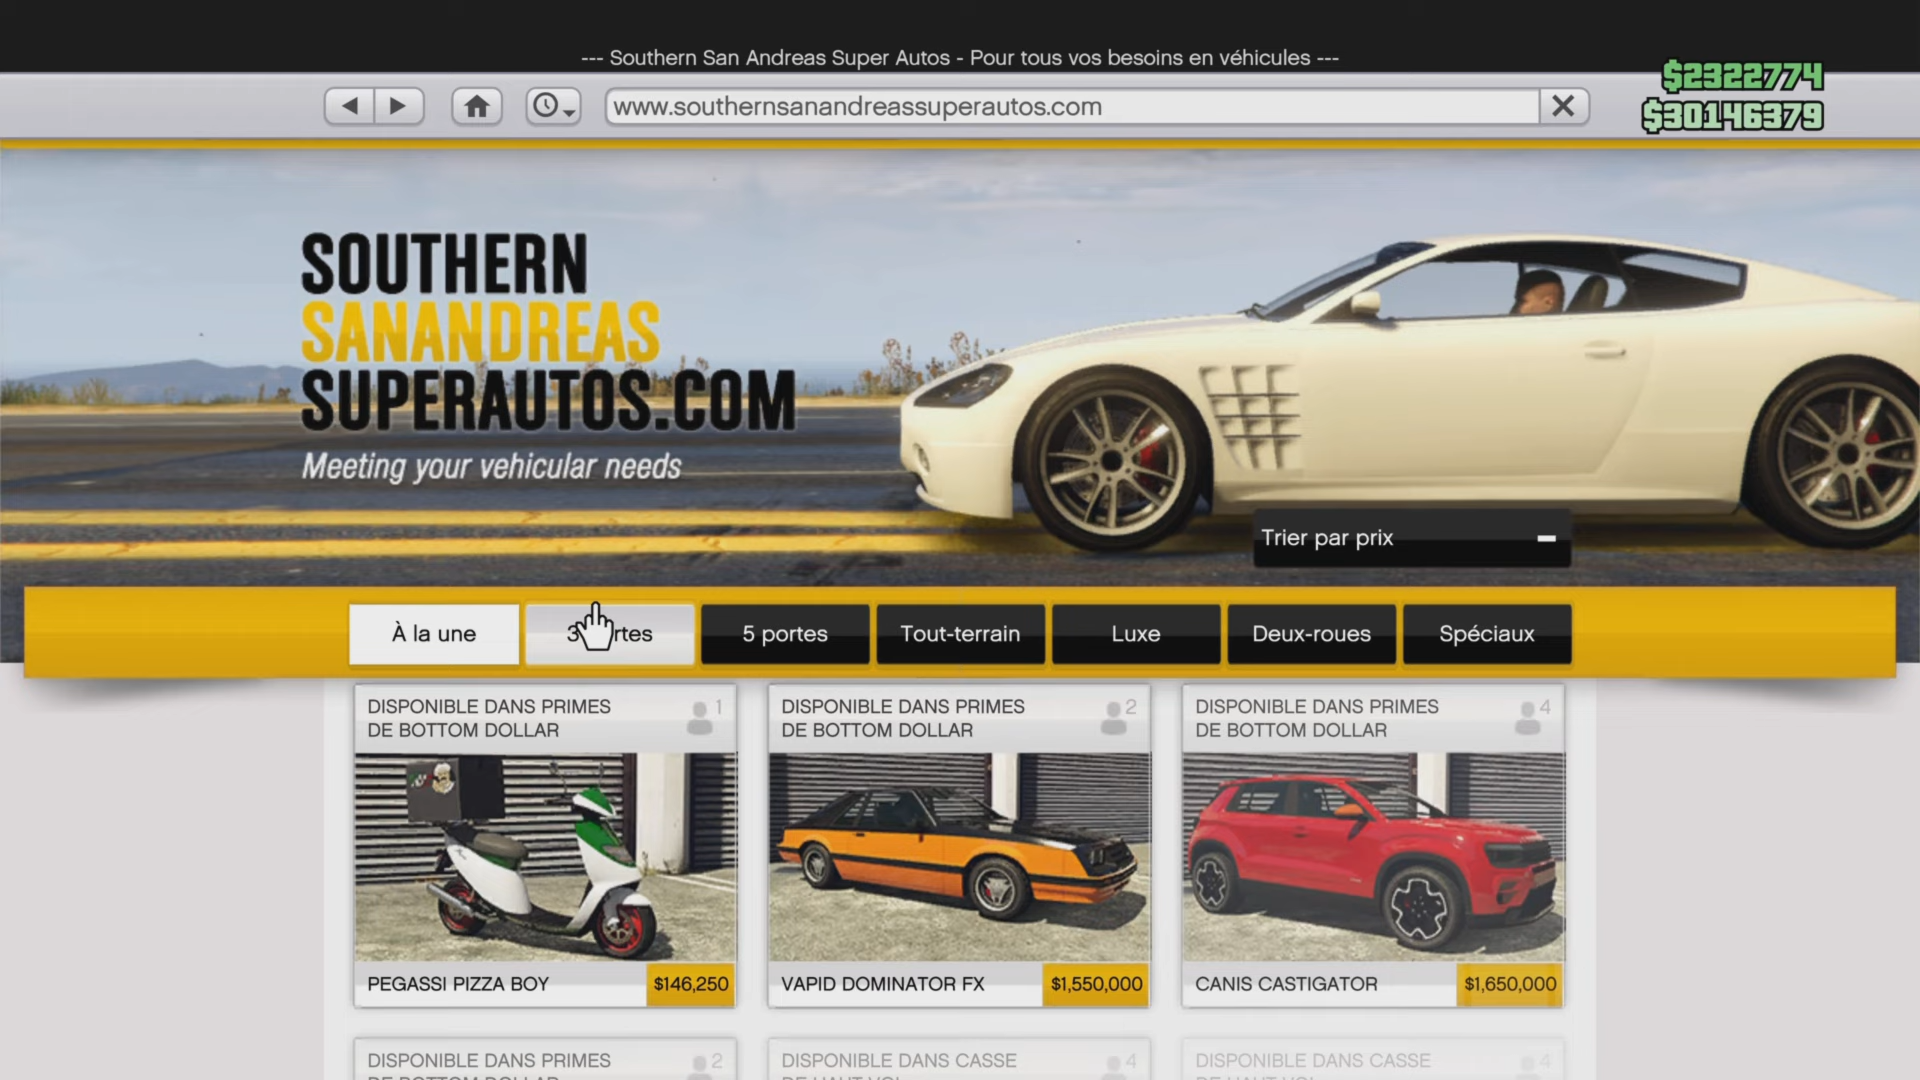 --- Southern San Andreas Super Autos - Pour tous vos besoins en véhicules ---
www.southernsanandreassuperautos.com
$2322774
$30146379
SOUTHERN
SANANDREAS
SUPERAUTOS.COM
Meeting your vehicular needs
Trier par prix
À la une
5 portes
Tout-terrain
Luxe
Deux-roues
Spéciaux
DISPONIBLE DANS PRIMES
DE BOTTOM DOLLAR
1
DISPONIBLE DANS PRIMES
DE BOTTOM DOLLAR
2
DISPONIBLE DANS PRIMES
DE BOTTOM DOLLAR
4
PEGASSI PIZZA BOY
$146,250
VAPID DOMINATOR FX
$1,550,000
CANIS CASTIGATOR
$1,650,000
DISPONIBLE DANS PRIMES
2
DISPONIBLE DANS CASSE
4
DISPONIBLE DANS CASSE
4